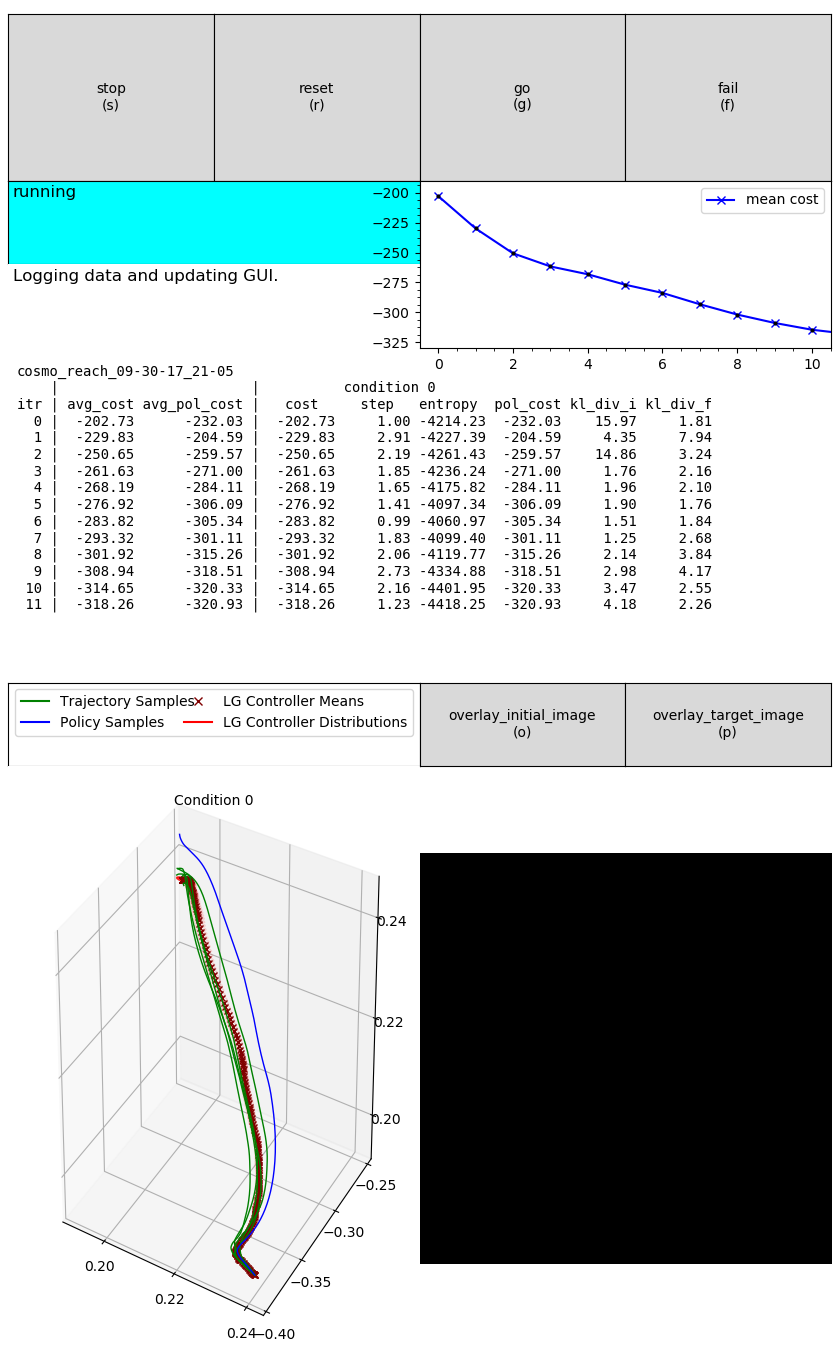 stop
(s)
reset
(r)
go
(g)
fail
(f)
running
Logging data and updating GUI.
−200
−225
−250
−275
−300
−325
0 2 4 6 8 10
mean cost
cosmo_reach_09-30-17_21-05
| | condition 0
itr | avg_cost avg_pol_cost | cost step entropy pol_cost kl_div_i kl_div_f
0 | -202.73 -232.03 | -202.73 1.00 -4214.23 -232.03 15.97 1.81
1 | -229.83 -204.59 | -229.83 2.91 -4227.39 -204.59 4.35 7.94
2 | -250.65 -259.57 | -250.65 2.19 -4261.43 -259.57 14.86 3.24
3 | -261.63 -271.00 | -261.63 1.85 -4236.24 -271.00 1.76 2.16
4 | -268.19 -284.11 | -268.19 1.65 -4175.82 -284.11 1.96 2.10
5 | -276.92 -306.09 | -276.92 1.41 -4097.34 -306.09 1.90 1.76
6 | -283.82 -305.34 | -283.82 0.99 -4060.97 -305.34 1.51 1.84
7 | -293.32 -301.11 | -293.32 1.83 -4099.40 -301.11 1.25 2.68
8 | -301.92 -315.26 | -301.92 2.06 -4119.77 -315.26 2.14 3.84
9 | -308.94 -318.51 | -308.94 2.73 -4334.88 -318.51 2.98 4.17
10 | -314.65 -320.33 | -314.65 2.16 -4401.95 -320.33 3.47 2.55
11 | -318.26 -320.93 | -318.26 1.23 -4418.25 -320.93 4.18 2.26
Trajectory Samples
Policy Samples
LG Controller Means
LG Controller Distributions
overlay_initial_image
(o)
overlay_target_image
(p)
Condition 0
0.24
0.22
0.20
−0.25
−0.30
−0.35
−0.40
0.20
0.22
0.24